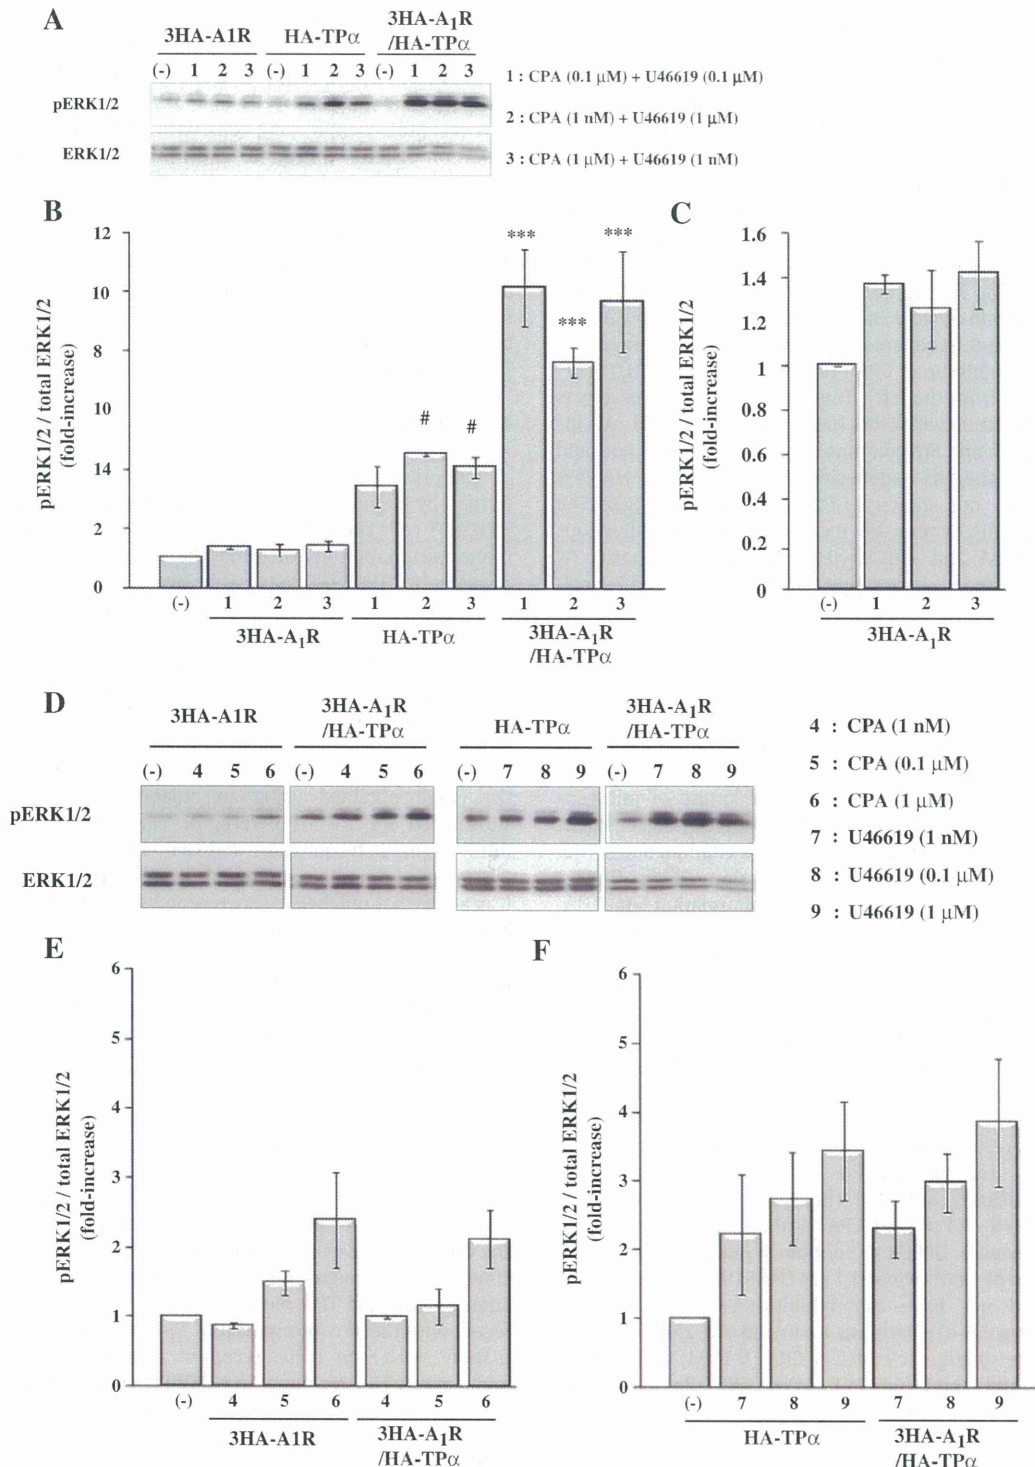 A
3HA-A1R HA-TPα 3HA-A1R
/HA-TPα
(-) 1 2 3 (-) 1 2 3 (-) 1 2 3
pERK1/2
ERK1/2
1 : CPA (0.1 μM) + U46619 (0.1 μM)
2 : CPA (1 nM) + U46619 (1 μM)
3 : CPA (1 μM) + U46619 (1 nM)
B
pERK1/2 / total ERK1/2
(fold-increase)
12
10
8
10
14
2
0
# # *** *** ***
(-) 1 2 3 1 2 3 1 2 3
3HA-A1R HA-TPα 3HA-A1R
/HA-TPα
C
pERK1/2 / total ERK1/2
(fold-increase)
1.6
1.4
1.2
1
0.8
0.6
0.4
0.2
0
(-) 1 2 3
3HA-A1R
D
3HA-A1R 3HA-A1R
/HA-TPα
HA-TPα 3HA-A1R
/HA-TPα
(-) 4 5 6 (-) 4 5 6 (-) 7 8 9 (-) 7 8 9
pERK1/2
ERK1/2
4 : CPA (1 nM)
5 : CPA (0.1 μM)
6 : CPA (1 μM)
7 : U46619 (1 nM)
8 : U46619 (0.1 μM)
9 : U46619 (1 μM)
E
pERK1/2 / total ERK1/2
(fold-increase)
6
5
4
3
2
1
0
(-) 4 5 6 4 5 6
3HA-A1R 3HA-A1R
/HA-TPα
F
pERK1/2 / total ERK1/2
(fold-increase)
6
5
4
3
2
1
0
(-) 7 8 9 7 8 9
HA-TPα 3HA-A1R
/HA-TPα